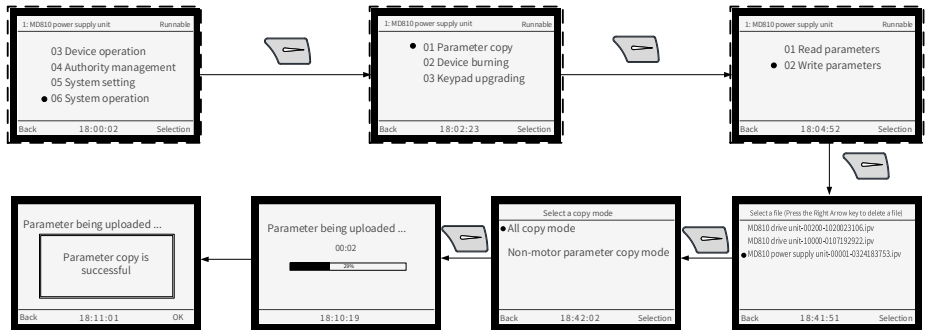 1: MD810 power supply unit Runnable
03 Device operation
04 Authority management
05 System setting
06 System operation
Back 18:00:02 Selection
1: MD810 power supply unit Runnable
01 Parameter copy
02 Device burning
03 Keypad upgrading
Back 18:02:23 Selection
1: MD810 power supply unit Runnable
01 Read parameters
02 Write parameters
Back 18:04:52 Selection
Select a file (Press the Right Arrow key to delete a file)
MD810 drive unit-00200-1020023106.ipv
MD810 drive unit-10000-0107192922.ipv
MD810 power supply unit-00001-0324183753.ipv
Back 18:41:51 Selection
Select a copy mode
All copy mode
Non-motor parameter copy mode
Back 18:42:02 Selection
Parameter being uploaded ...
00:02
29%
18:10:19
Parameter being uploaded ...
Parameter copy is
successful
Back 18:11:01 OK